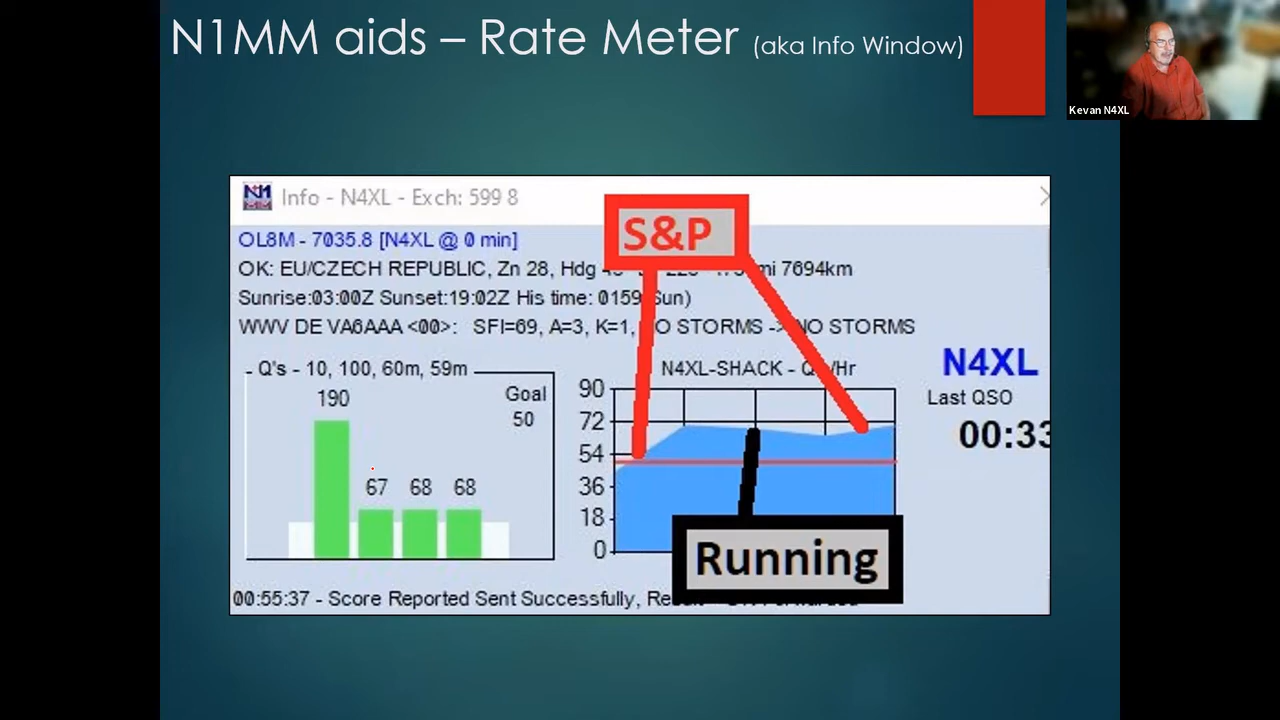 N1MM aids – Rate Meter (aka Info Window)
Kevan N4XL
N1
MM
Info - N4XL - Exch: 599 8
S&P
OL8M - 7035.8 [N4XL @ 0 min]
OK: EU/CZECH REPUBLIC, Zn 28, Hdg mi 7694km
Sunrise:03:00Z Sunset:19:02Z His time: 0159 Sun)
WWV DE VA6AAA <00>: SFI=69, A=3, K=1, O STORMS -> NO STORMS
Q's - 10, 100, 60m, 59m
190
Goal
50
67 68 68
N4XL-SHACK - /Hr
90
72
54
36
18
0
N4XL
Last QSO
00:33
Running
00:55:37 - Score Reported Sent Successfully,